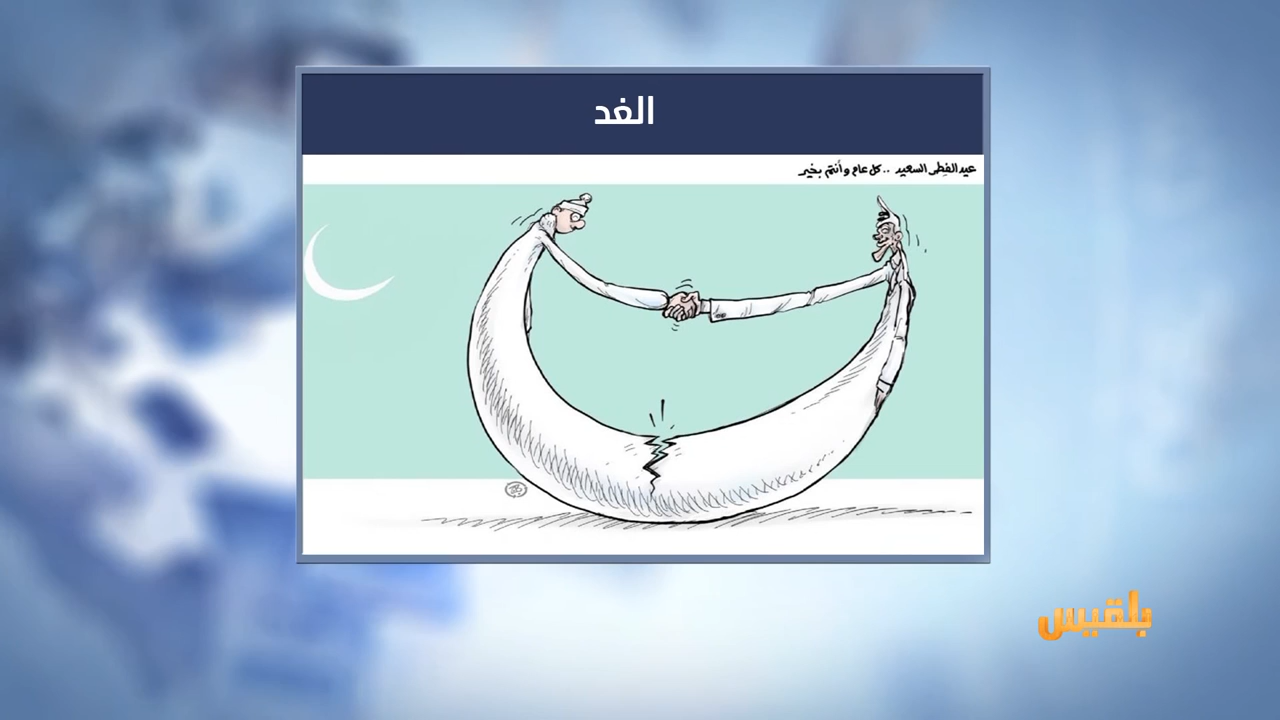 الغد
عيد الفطر السعيد .. كل عام وأنتم بخير
بلقيس